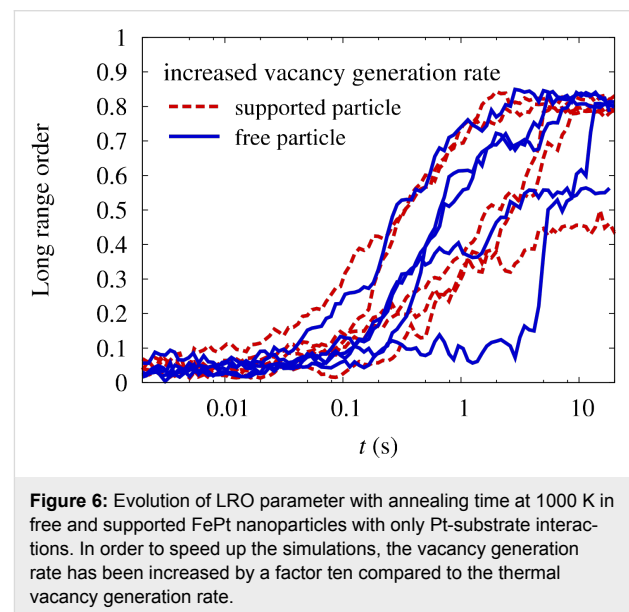 1
0.9
0.8
0.7
0.6
0.5
0.4
0.3
0.2
0.1
0
Long range order
increased vacancy generation rate
supported particle
free particle
0.01
0.1
1
10
t (s)
Figure 6: Evolution of LRO parameter with annealing time at 1000 K in
free and supported FePt nanoparticles with only Pt-substrate interac-
tions. In order to speed up the simulations, the vacancy generation
rate has been increased by a factor ten compared to the thermal
vacancy generation rate.